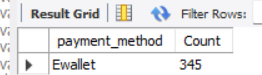 Result Grid Filter Rows:
payment_method Count
Ewallet 345